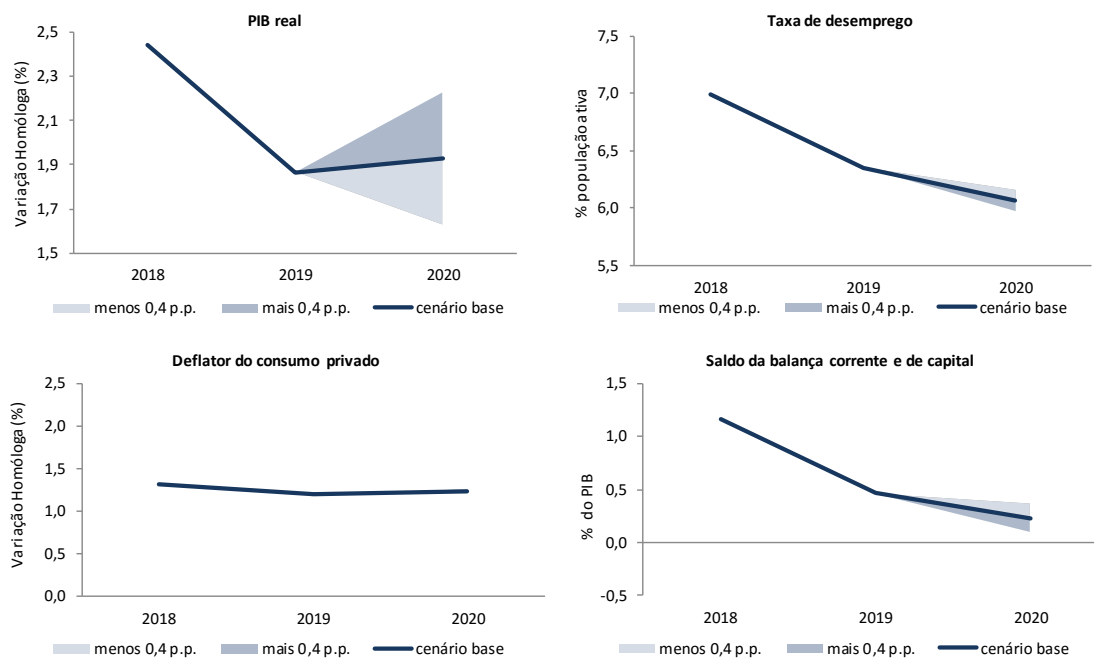 PIB real
Variação Homóloga (%)
2,5
2,3
2,1
1,9
1,7
1,5
2018 2019 2020
menos 0,4 p.p. mais 0,4 p.p. cenário base
Taxa de desemprego
% população ativa
7,5
7,0
6,5
6,0
5,5
2018 2019 2020
menos 0,4 p.p. mais 0,4 p.p. cenário base
Deflator do consumo privado
Variação Homóloga (%)
2,5
2,0
1,5
1,0
0,5
0,0
2018 2019 2020
menos 0,4 p.p. mais 0,4 p.p. cenário base
Saldo da balança corrente e de capital
% do PIB
1,5
1,0
0,5
0,0
-0,5
2018 2019 2020
menos 0,4 p.p. mais 0,4 p.p. cenário base